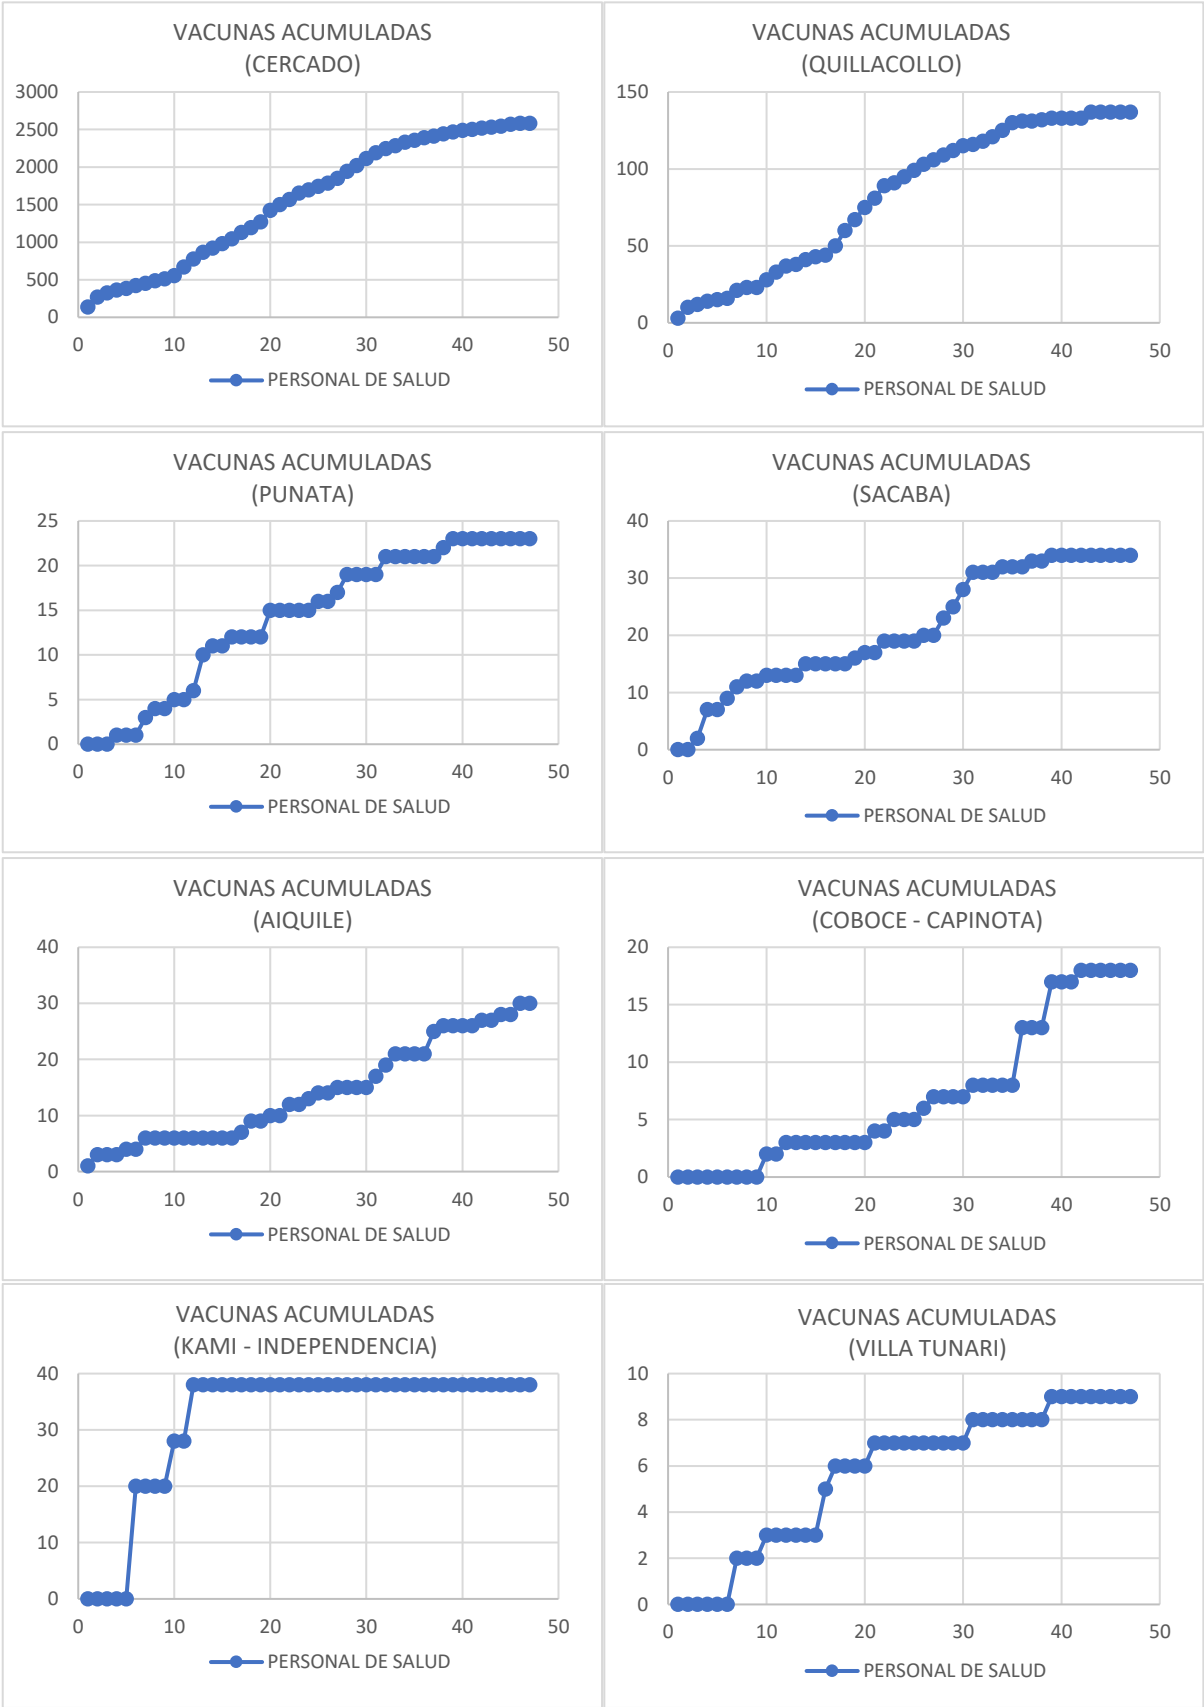 VACUNAS ACUMULADAS
(CERCADO)
3000
2500
2000
1500
1000
500
0
0 10 20 30 40 50
PERSONAL DE SALUD
VACUNAS ACUMULADAS
(QUILLACOLLO)
150
100
50
0
0 10 20 30 40 50
PERSONAL DE SALUD
VACUNAS ACUMULADAS
(PUNATA)
25
20
15
10
5
0
0 10 20 30 40 50
PERSONAL DE SALUD
VACUNAS ACUMULADAS
(SACABA)
40
30
20
10
0
0 10 20 30 40 50
PERSONAL DE SALUD
VACUNAS ACUMULADAS
(AIQUILE)
40
30
20
10
0
0 10 20 30 40 50
PERSONAL DE SALUD
VACUNAS ACUMULADAS
(COBOCE - CAPINOTA)
20
15
10
5
0
0 10 20 30 40 50
PERSONAL DE SALUD
VACUNAS ACUMULADAS
(KAMI - INDEPENDENCIA)
40
30
20
10
0
0 10 20 30 40 50
PERSONAL DE SALUD
VACUNAS ACUMULADAS
(VILLA TUNARI)
10
8
6
4
2
0
0 10 20 30 40 50
PERSONAL DE SALUD